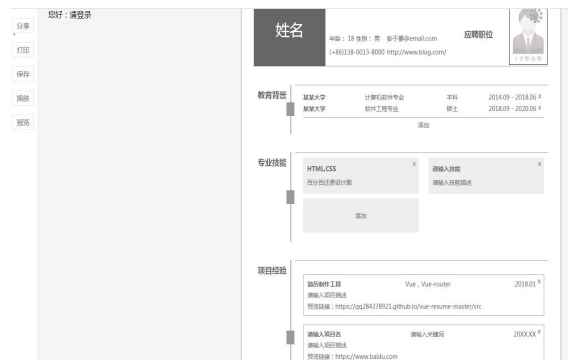 您好：请登录
分享
打印
保存
换肤
预览
姓名
年龄： 18 性别： 男 彭于晏@email.com
(+86)138-0013-8000 http://www.blog.com/
应聘职位
1寸职业照
教育背景
某某大学 计算机软件专业 本科 2014.09 - 2018.06 X
某某大学 软件工程专业 硕士 2018.09 - 2020.06 X
添加
专业技能
HTML,CSS X
百分百还原设计图
请输入技能 X
请输入技能描述
添加
项目经验
简历制作工具 Vue，Vue-router 2018.01 X
请输入项目描述
预览链接：https://qq284378921.github.io/vue-resume-master/src
请输入项目名 请输入关键词 20XX.XX X
请输入项目描述
预览链接：https://www.baidu.com